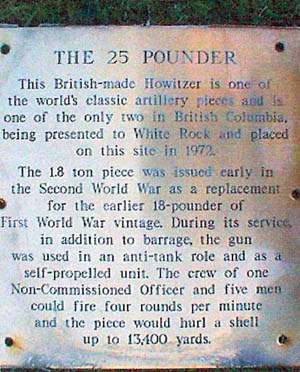 THE 25 POUNDER
This British-made Howitzer is one of
the world's classic artillery pieces and is
one of the only two in British Columbia,
being presented to White Rock and placed
on this site in 1972.
The 1.8 ton piece was issued early in
the Second World War as a replacement
for the earlier 18-pounder of
First World War vintage. During its service,
in addition to barrage, the gun
was used in an anti-tank role and as a
self-propelled unit. The crew of one
Non-Commissioned Officer and five men
could fire four rounds per minute
and the piece would hurl a shell
up to 13,400 yards.